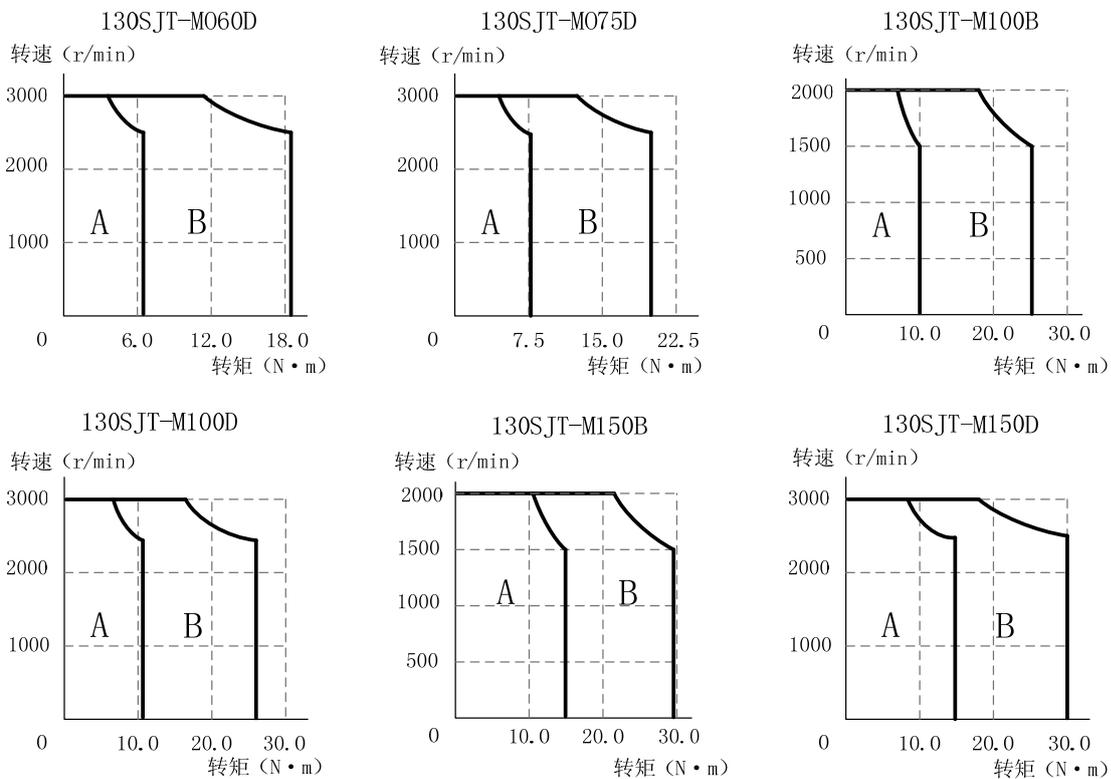 130SJT-M060D
转速（r/min）
3000
2000
1000
A
B
0
6.0
12.0
18.0
转矩（N·m）
130SJT-M075D
转速（r/min）
3000
2000
1000
A
B
0
7.5
15.0
22.5
转矩（N·m）
130SJT-M100B
转速（r/min）
2000
1500
1000
A
B
500
0
10.0
20.0
30.0
转矩（N·m）
130SJT-M100D
转速（r/min）
3000
2000
A
B
1000
0
10.0
20.0
30.0
转矩（N·m）
130SJT-M150B
转速（r/min）
2000
1500
A
B
1000
500
0
10.0
20.0
30.0
转矩（N·m）
130SJT-M150D
转速（r/min）
3000
2000
A
B
1000
0
10.0
20.0
30.0
转矩（N·m）